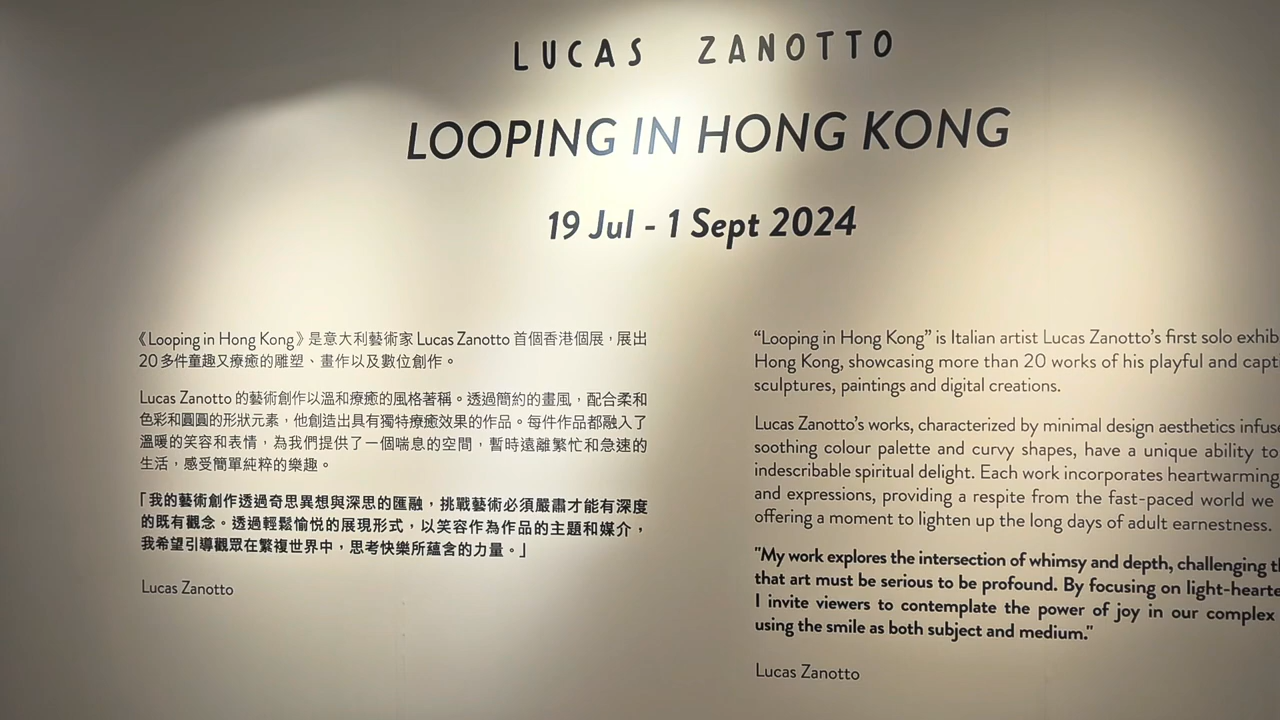 LUCAS ZANOTTO
LOOPING IN HONG KONG
19 Jul - 1 Sept 2024
《Looping in Hong Kong》是意大利藝術家 Lucas Zanotto 首個香港個展，展出
20 多件童趣又療癒的雕塑、畫作以及數位創作。
Lucas Zanotto 的藝術創作以溫和療癒的風格著稱。透過簡約的畫風，配合柔和
色彩和圓圓的形狀元素，他創造出具有獨特療癒效果的作品。每件作品都融入了
溫暖的笑容和表情，為我們提供了一個喘息的空間，暫時遠離繁忙和急速的
生活，感受簡單純粹的樂趣。
「我的藝術創作透過奇思異想與深思的匯融，挑戰藝術必須嚴肅才能有深度
的既有觀念。透過輕鬆愉悅的展現形式，以笑容作為作品的主題和媒介，
我希望引導觀眾在繁複世界中，思考快樂所蘊含的力量。」
Lucas Zanotto
“Looping in Hong Kong” is Italian artist Lucas Zanotto’s first solo
Hong Kong, showcasing more than 20 works of his playful and
sculptures, paintings and digital creations.
Lucas Zanotto’s works, characterized by minimal design aesthetics
soothing colour palette and curvy shapes, have a unique ability to
indescribable spiritual delight. Each work incorporates heartwarming
and expressions, providing a respite from the fast-paced world we
offering a moment to lighten up the long days of adult earnestness.
"My work explores the intersection of whimsy and depth, challenging
that art must be serious to be profound. By focusing on
I invite viewers to contemplate the power of joy in our complex
using the smile as both subject and medium."
Lucas Zanotto